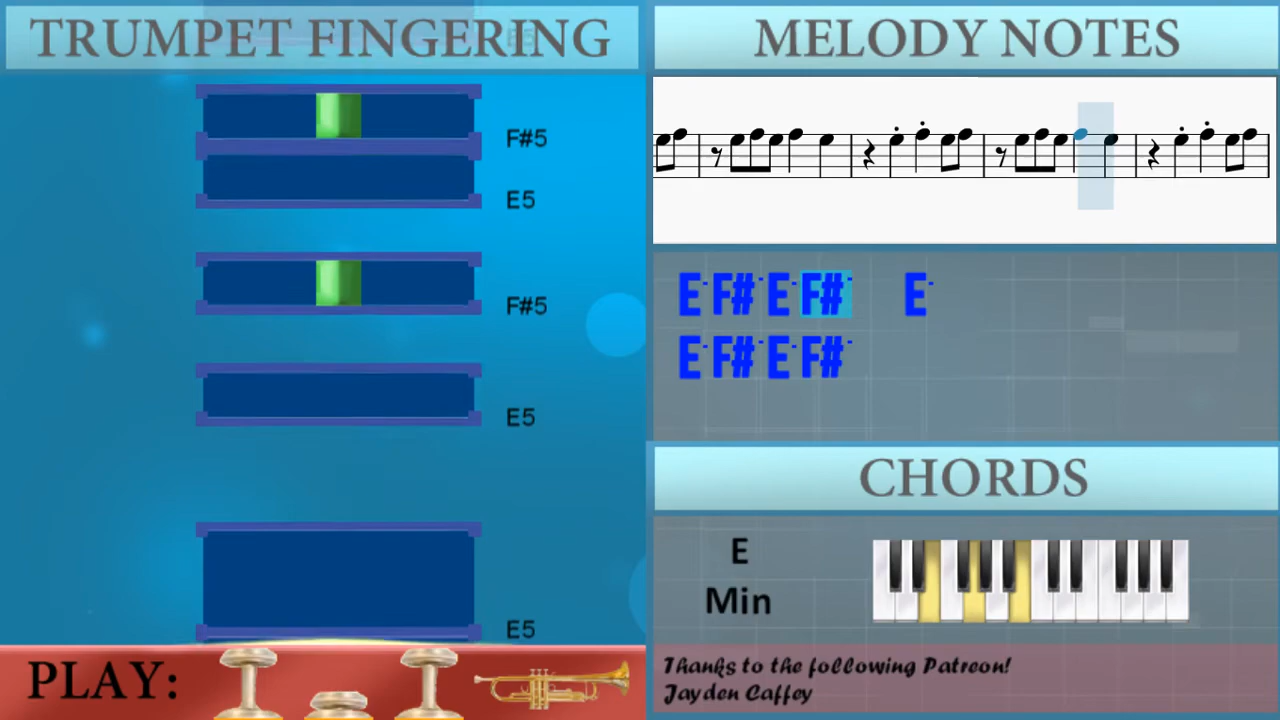 TRUMPET FINGERING
F#5
E5
F#5
E5
E5
PLAY:
MELODY NOTES
E- F#- E- F#- E-
E- F#- E- F#-
CHORDS
E
Min
Thanks to the following Patreon!
Jayden Caffey